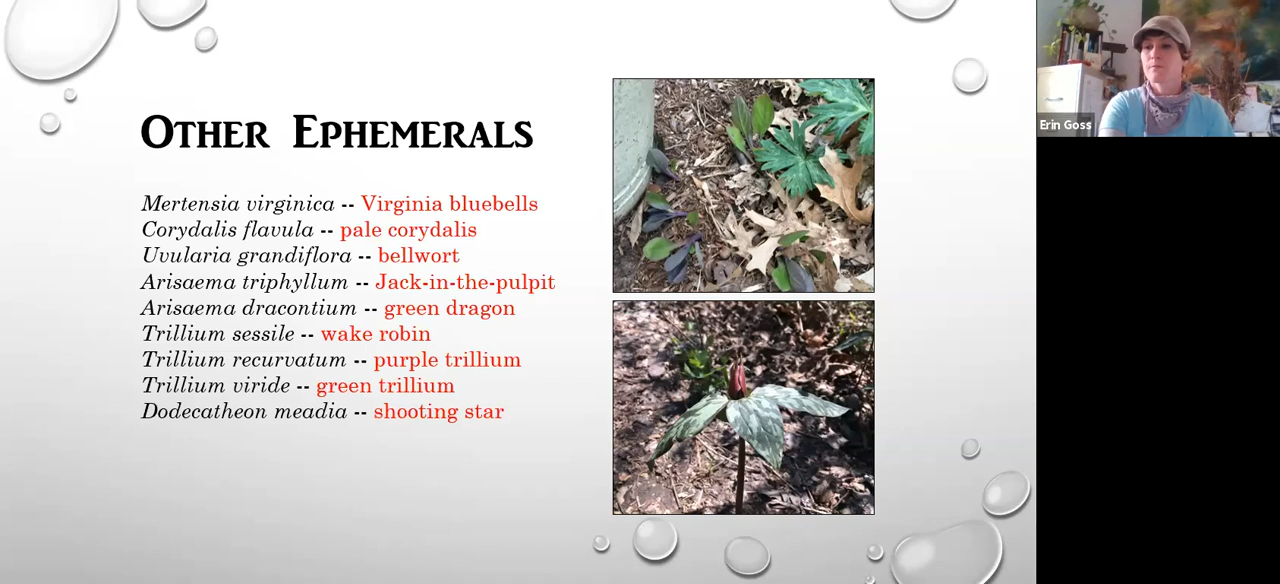 Other Ephemerals
Mertensia virginica -- Virginia bluebells
Corydalis flavula -- pale corydalis
Uvularia grandiflora -- bellwort
Arisaema triphyllum -- Jack-in-the-pulpit
Arisaema dracontium -- green dragon
Trillium sessile -- wake robin
Trillium recurvatum -- purple trillium
Trillium viride -- green trillium
Dodecatheon meadia -- shooting star
Erin Goss